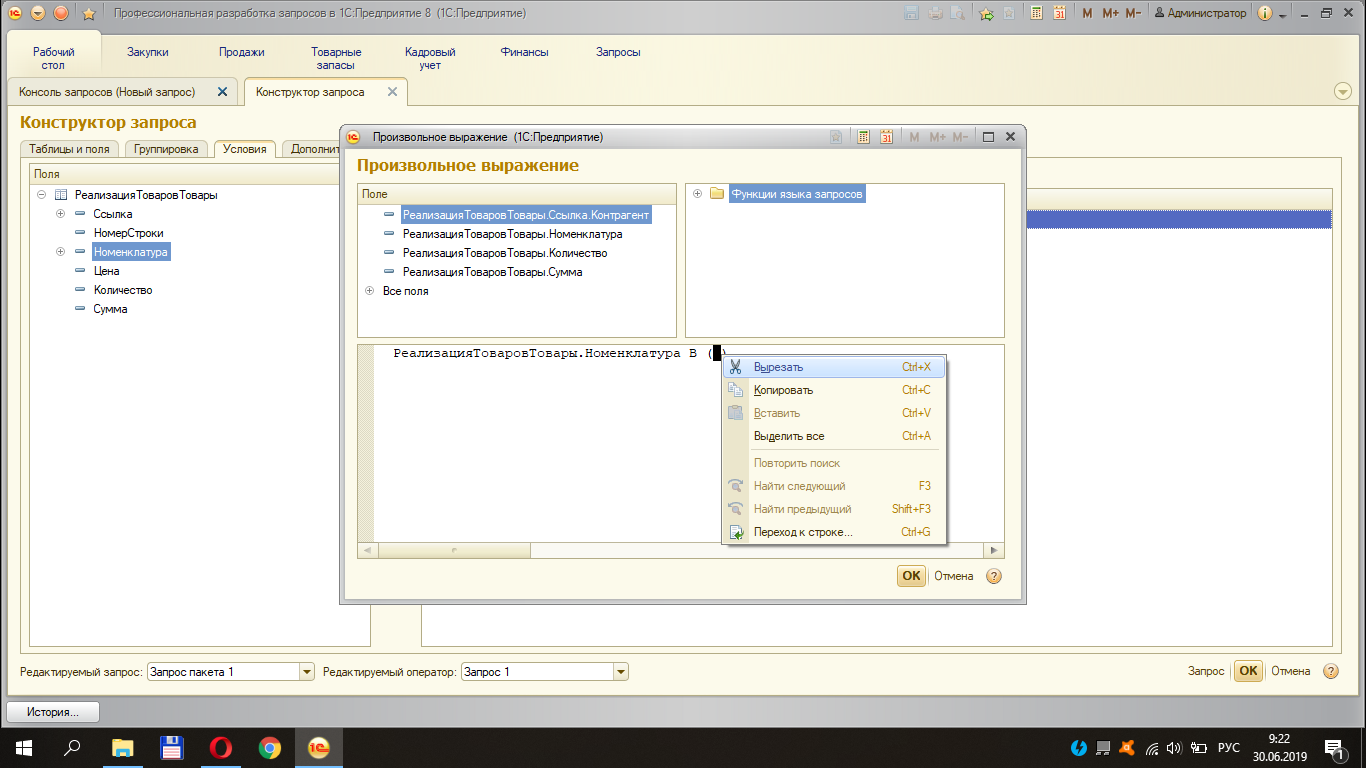 Профессиональная разработка запросов в 1С:Предприятие 8 (1С:Предприятие)
M M+ M- Администратор
Рабочий стол
Закупки
Продажи
Товарные запасы
Кадровый учет
Финансы
Запросы
Консоль запросов (Новый запрос)
Конструктор запроса
Конструктор запроса
Таблицы и поля
Группировка
Условия
Дополнит
Поля
РеализацияТоваровТовары
Ссылка
НомерСтроки
Номенклатура
Цена
Количество
Сумма
Произвольное выражение (1С:Предприятие)
M M+ M-
Произвольное выражение
Поле
РеализацияТоваровТовары.Ссылка.Контрагент
РеализацияТоваровТовары.Номенклатура
РеализацияТоваровТовары.Количество
РеализацияТоваровТовары.Сумма
Все поля
Функции языка запросов
РеализацияТоваровТовары.Номенклатура В ( )
Вырезать Ctrl+X
Копировать Ctrl+C
Вставить Ctrl+V
Выделить все Ctrl+A
Повторить поиск
Найти следующий F3
Найти предыдущий Shift+F3
Переход к строке... Ctrl+G
OK Отмена ?
Редактируемый запрос: Запрос пакета 1
Редактируемый оператор: Запрос 1
Запрос OK Отмена ?
История...
РУС
9:22
30.06.2019
1